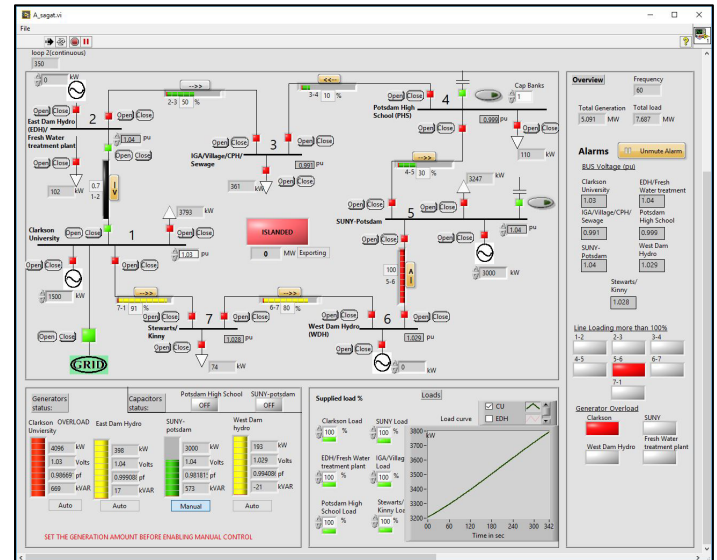 A_sagat.vi
File
loop 2(continuous)
350
0 kW
-->>
2-3 50 %
<<--
3-4 10 %
Potsdam High
School (PHS)
4
Cap Banks
1
Open Close
East Dam Hydro
(EDH)/
Fresh Water
treatment plant
2
1.04 pu
0.999 pu
IGA/Village/CPH/
Sewage
3
0.991 pu
-->>
4-5 30 %
110 kW
102 kW
0.7
1-2
361 kW
3247 kW
3793 kW
SUNY-Potsdam
5
1.04 pu
Clarkson
University
1
1.03 pu
ISLANDED
0 MW Exporting
100
5-6
3000 kW
1500 kW
-->>
7-1 91 %
-->>
6-7 80 %
Stewarts/
Kinny
7
1.028 pu
West Dam Hydro
(WDH)
6
1.029 pu
GRID
74 kW
0 kW
Overview
Frequency
60
Total Generation
5.091 MW
Total load
7.687 MW
Alarms
Unmute Alarm
BUS Voltage (pu)
Clarkson
University
1.03
EDH/Fresh
Water treatment
1.04
IGA/Village/CPH/
Sewage
0.991
Potsdam
High School
0.999
SUNY-
Potsdam
1.04
West Dam
Hydro
1.029
Stewarts/
Kinny
1.028
Line Loading more than 100%
1-2 2-3 3-4
4-5 5-6 6-7
7-1
Generator Overload
Clarkson SUNY
West Dam Hydro
Fresh Water
treatment plant
Generators
status:
Capacitors
status:
Potsdam High School
OFF
SUNY-potsdam
OFF
Clarkson OVERLOAD
Unviersity
4096 kW
1.03 Volts
0.98669 pf
669 kVAR
Auto
East Dam Hydro
398 kW
1.04 Volts
0.99908 pf
17 kVAR
Auto
SUNY-
potsdam
3000 kW
1.04 Volts
0.98181 pf
573 kVAR
Manual
West Dam
hydro
193 kW
1.029 Volts
0.99408 pf
-21 kVAR
Auto
SET THE GENERATION AMOUNT BEFORE ENABLING MANUAL CONTROL
Supplied load %
Clarkson Load
100 %
SUNY Load
100 %
EDH/Fresh Water
treatment plant
100 %
IGA/Villag
Load
100 %
Potsdam High
School Load
100 %
Stewarts/
Kinny Loa
100 %
Loads
Load curve
CU
EDH
3800
kW
3700
3600
3500
3400
3300
3200
00 60 120 180 240 300 342
Time in sec